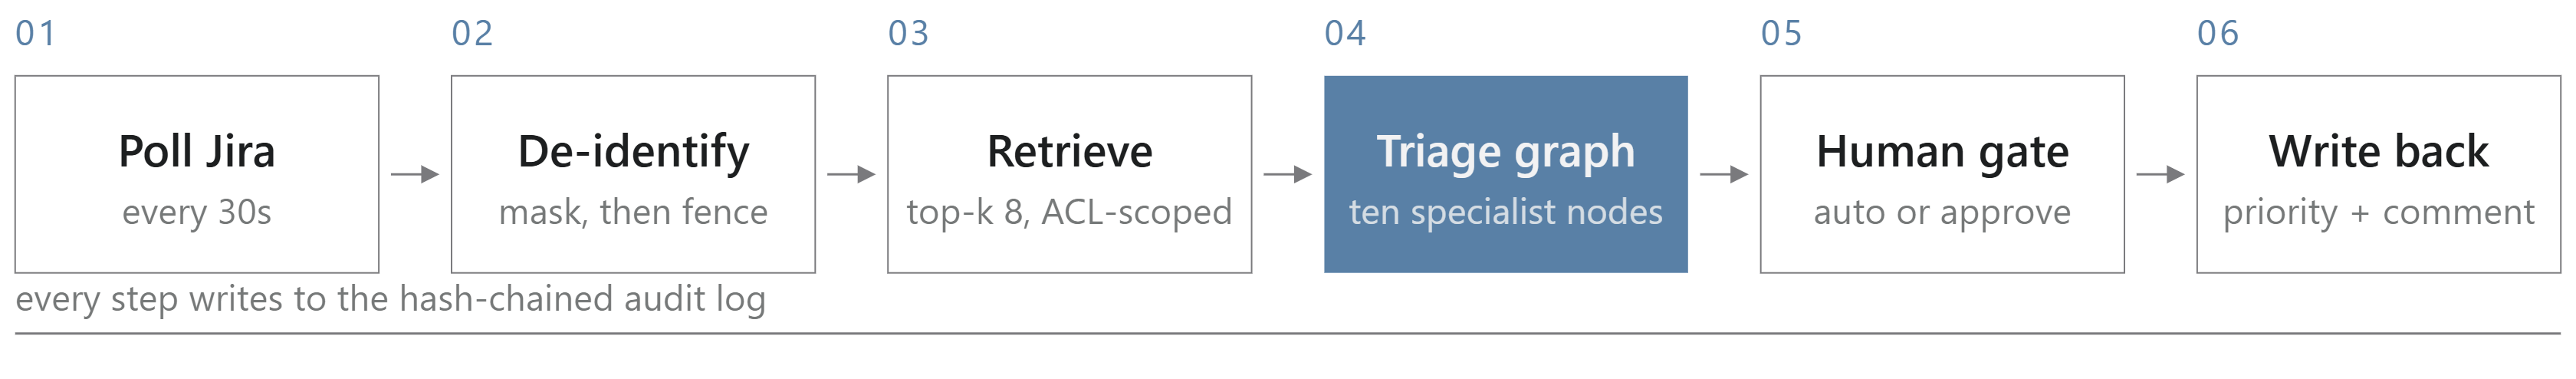 01
02
03
04
05
06
Poll Jira
every 30s
De-identify
mask, then fence
Retrieve
top-k 8, ACL-scoped
Triage graph
ten specialist nodes
Human gate
auto or approve
Write back
priority + comment
every step writes to the hash-chained audit log